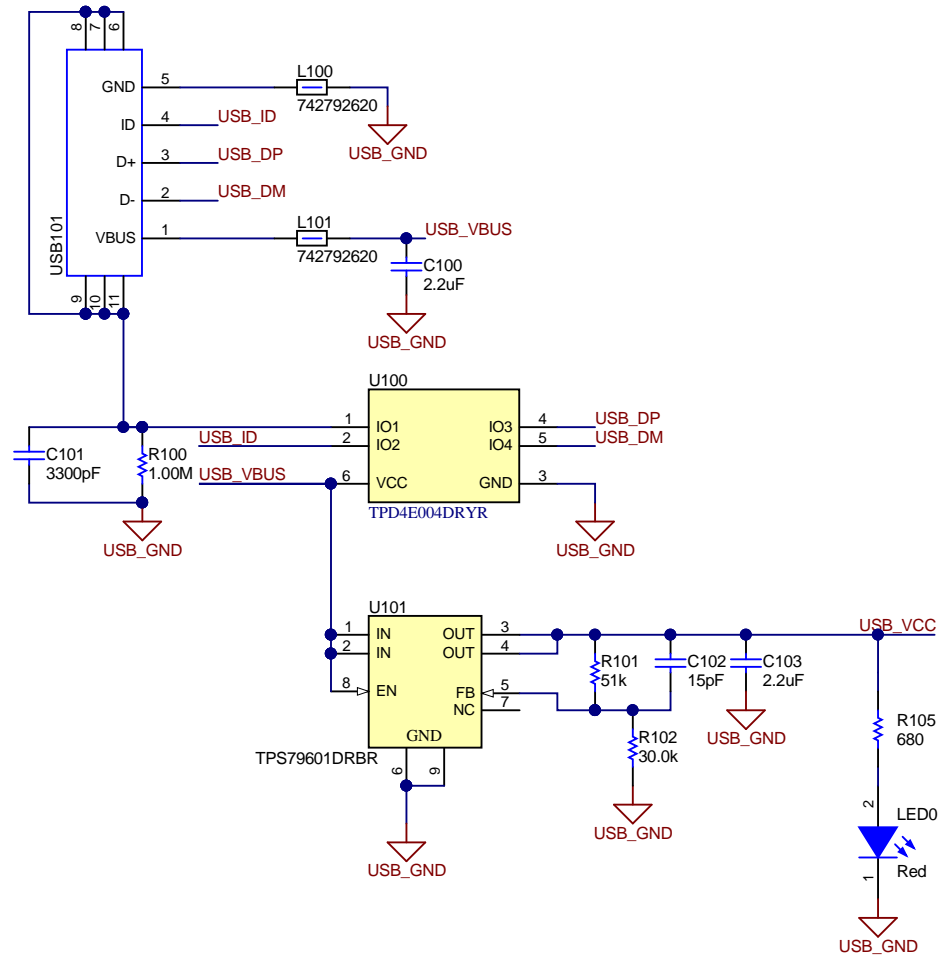 8 7 6
USB101
GND 5
L100
742792620
USB_GND
ID 4 USB_ID
D+ 3 USB_DP
D- 2 USB_DM
VBUS 1
L101
742792620
USB_VBUS
C100
2.2uF
USB_GND
9 10 11
C101
3300pF
R100
1.00M
USB_GND
U100
1 IO1 IO3 4 USB_DP
USB_ID 2 IO2 IO4 5 USB_DM
USB_VBUS 6 VCC GND 3
TPD4E004DRYR
USB_GND
U101
1 IN OUT 3
2 IN OUT 4
8 EN FB 5
NC 7
GND
TPS79601DRBR
6 9
USB_GND
USB_VCC
R101
51k
C102
15pF
C103
2.2uF
USB_GND
R102
30.0k
USB_GND
R105
680
2
LED0
Red
1
USB_GND